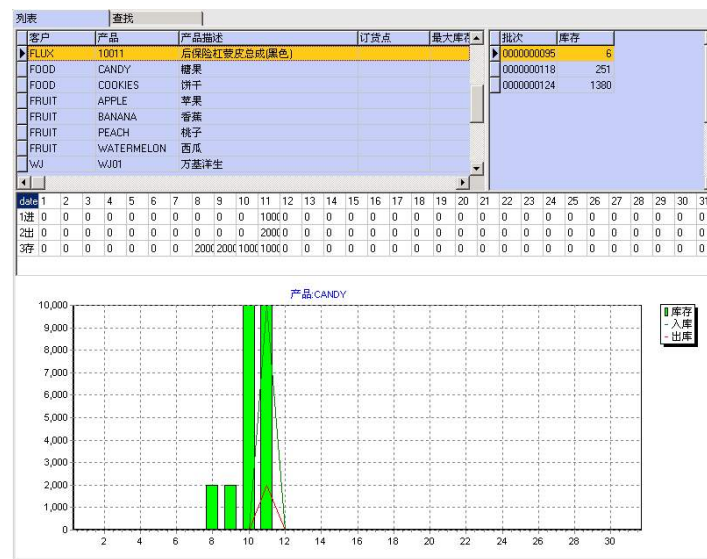 列表 查找
客户 产品 产品描述 订货点 最大库存
FLUX 10011 后保险杠蒙皮总成(黑色)
FOOD CANDY 糖果
FOOD COOKIES 饼干
FRUIT APPLE 苹果
FRUIT BANANA 香蕉
FRUIT PEACH 桃子
FRUIT WATERMELON 西瓜
WJ WJ01 万基洋生
批次 库存
0000000095 6
0000000118 251
0000000124 1380
date 1 2 3 4 5 6 7 8 9 10 11 12 13 14 15 16 17 18 19 20 21 22 23 24 25 26 27 28 29 30 31
1进 0 0 0 0 0 0 0 0 0 0 1000 0 0 0 0 0 0 0 0 0 0 0 0 0 0 0 0 0 0 0 0
2出 0 0 0 0 0 0 0 0 0 0 2000 0 0 0 0 0 0 0 0 0 0 0 0 0 0 0 0 0 0 0 0
3存 0 0 0 0 0 0 0 2000 2000 1000 1000 0 0 0 0 0 0 0 0 0 0 0 0 0 0 0 0 0 0 0 0
产品:CANDY
10,000
9,000
8,000
7,000
6,000
5,000
4,000
3,000
2,000
1,000
0
2 4 6 8 10 12 14 16 18 20 22 24 26 28 30
库存
入库
出库